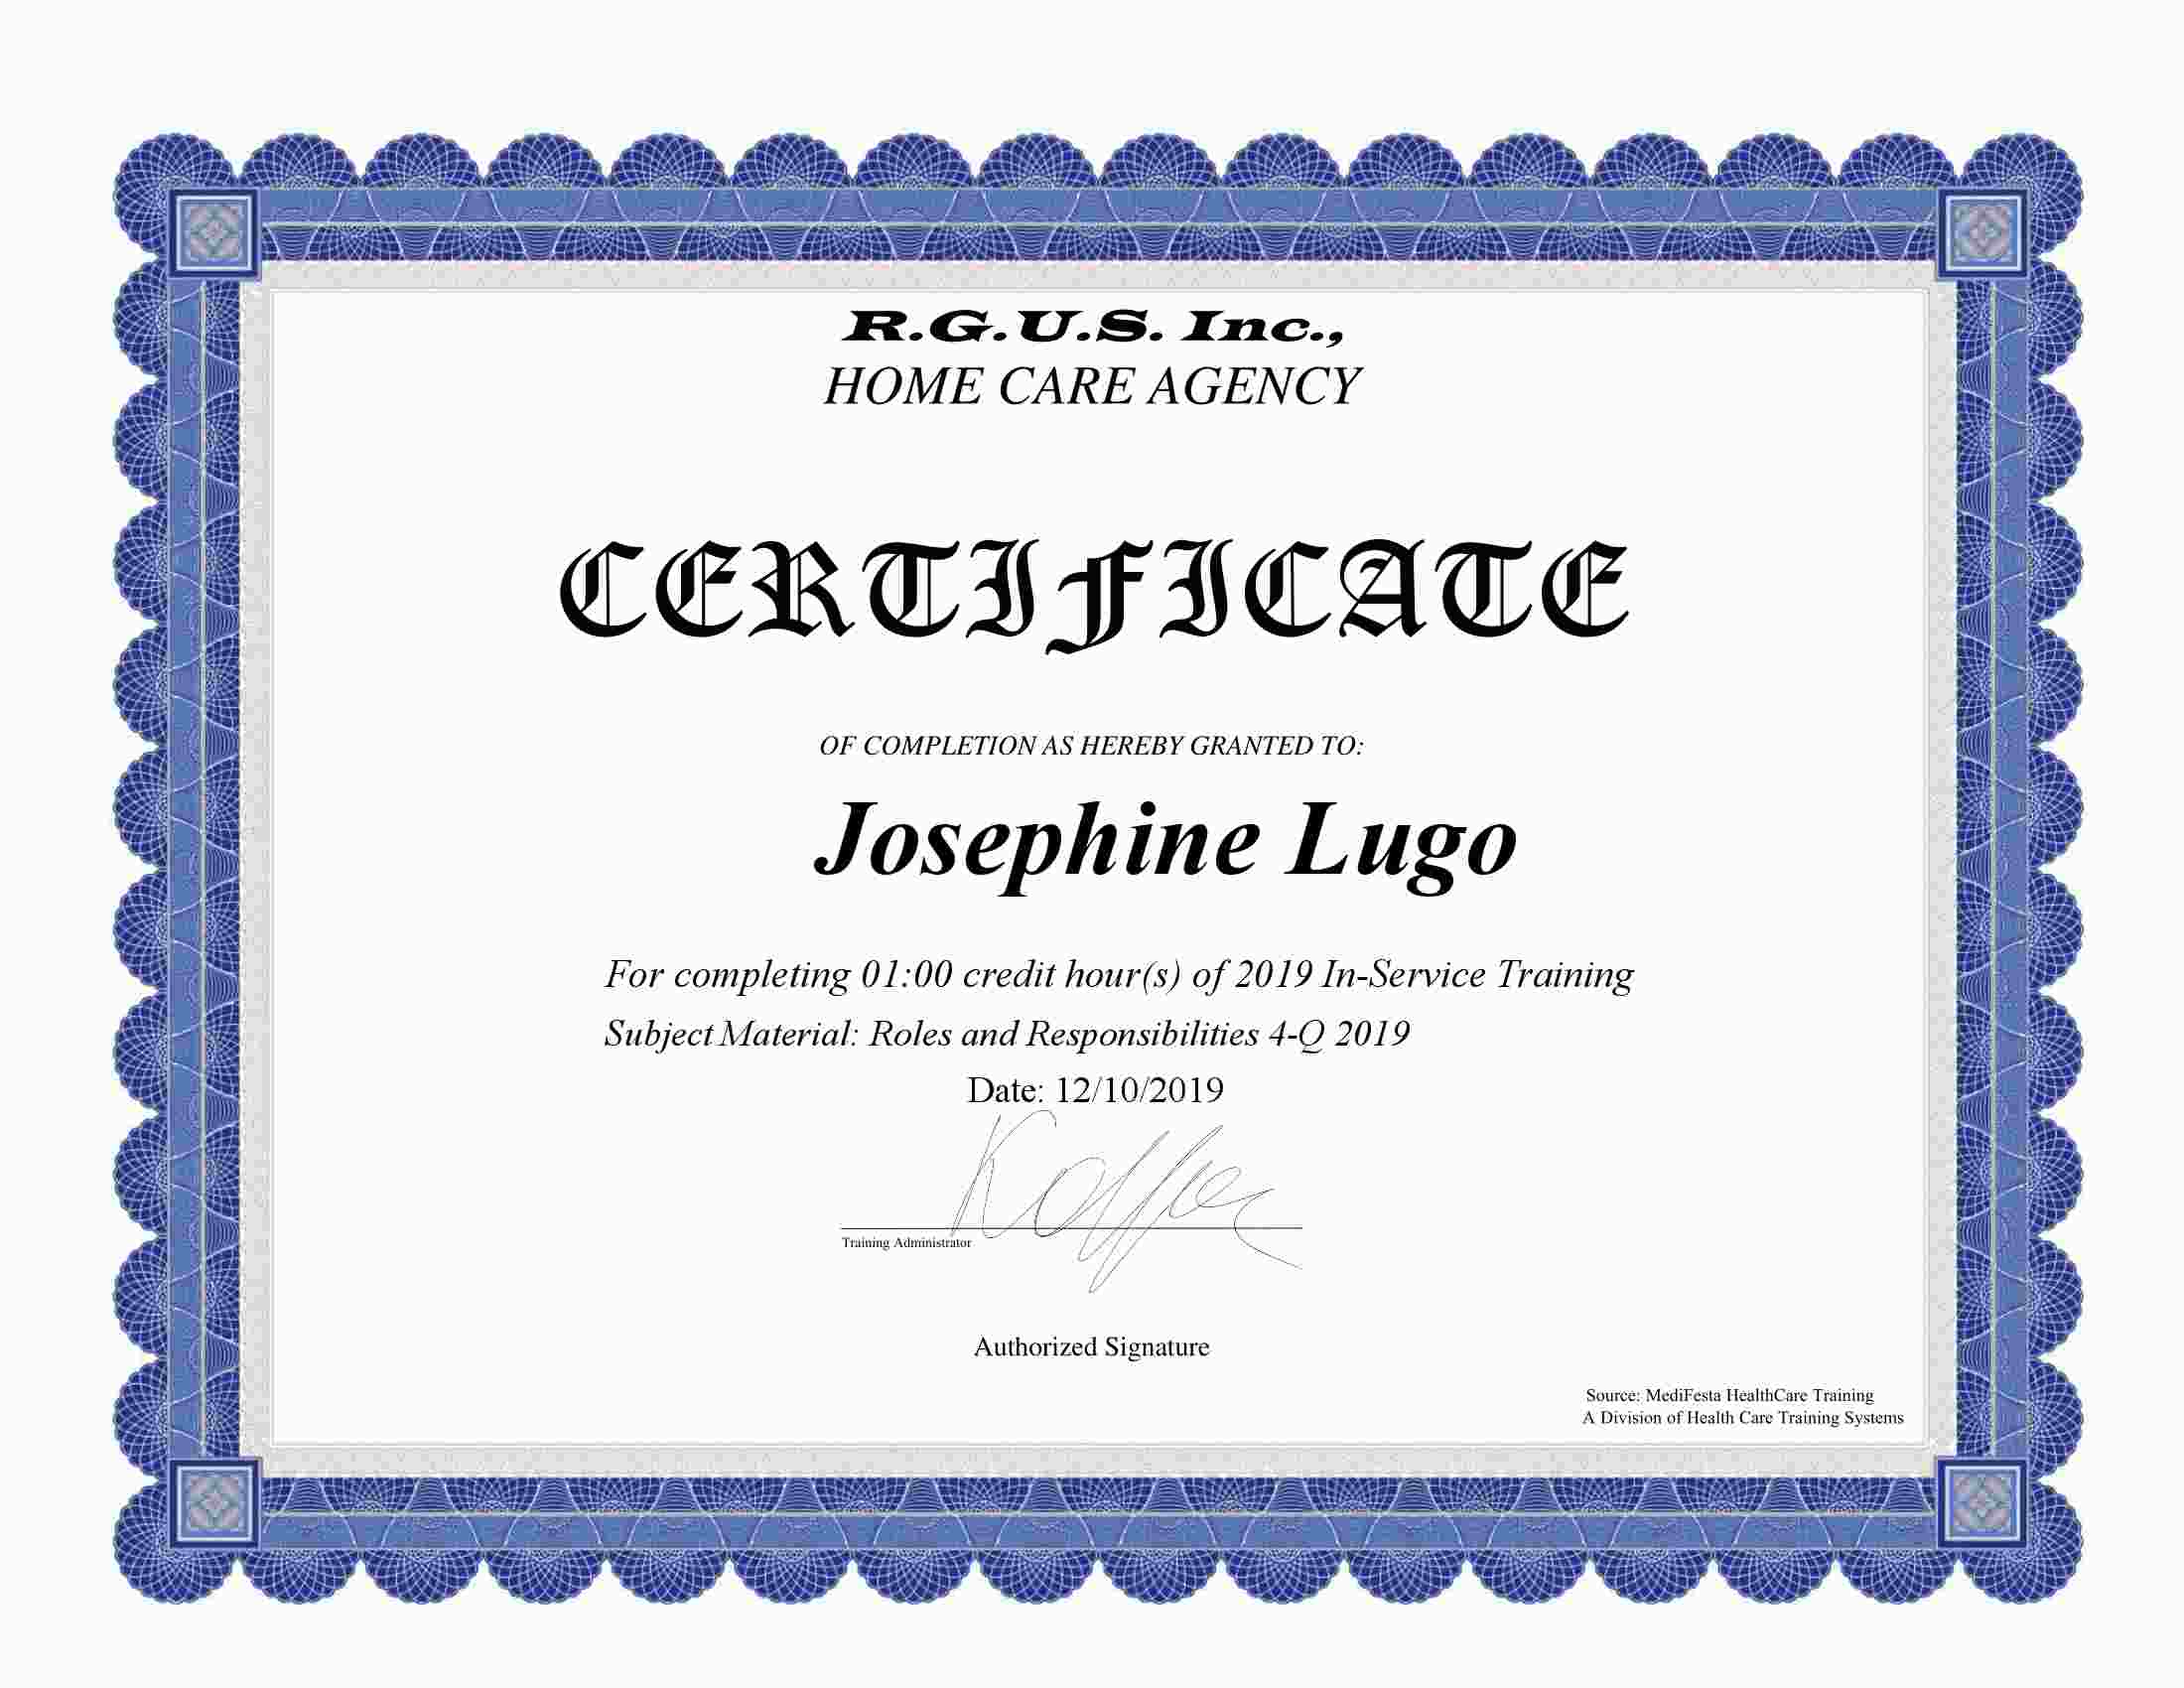 R.G.U.S. Inc.,
HOME CARE AGENCY
CERTIFICATE
OF COMPLETION AS HEREBY GRANTED TO:
Josephine Lugo
For completing 01:00 credit hour(s) of 2019 In-Service Training
Subject Material: Roles and Responsibilities 4-Q 2019
Date: 12/10/2019
Training Administrator
Authorized Signature
Source: MediFesta HealthCare Training
A Division of Health Care Training Systems